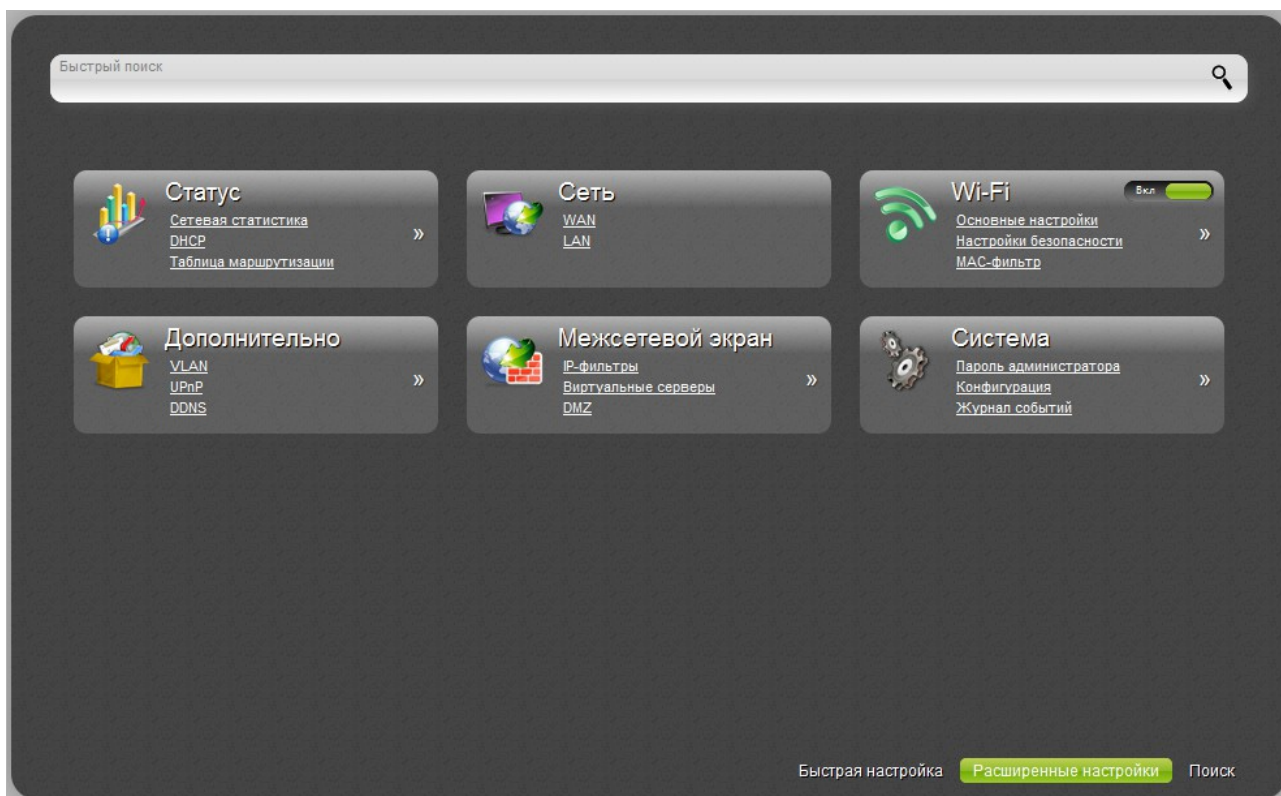 Быстрый поиск
Статус
Сетевая статистика
DHCP
Таблица маршрутизации
»
Сеть
WAN
LAN
Wi-Fi
Вкл
Основные настройки
Настройки безопасности
MAC-фильтр
»
Дополнительно
VLAN
UPnP
DDNS
»
Межсетевой экран
IP-фильтры
Виртуальные серверы
DMZ
»
Система
Пароль администратора
Конфигурация
Журнал событий
»
Быстрая настройка Расширенные настройки Поиск